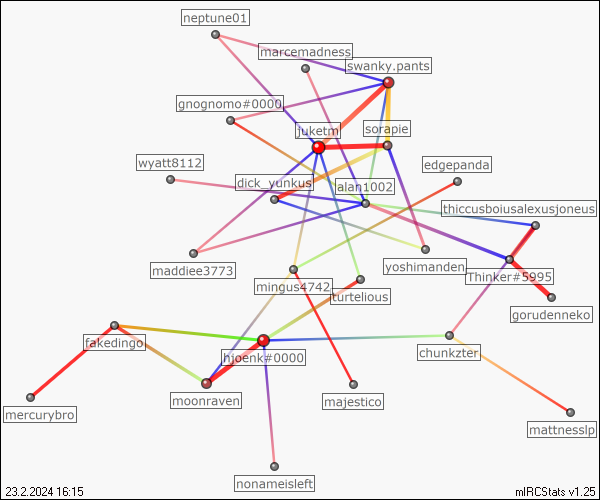 neptune01
marcemadness
swanky.pants
gnognomo#0000
juketm
sorapie
wyatt8112
edgepanda
dick_yunkus
alan1002
thiccusboiusalexusjoneus
maddiee3773
yoshimanden
Thinker#5995
mingus4742
turtelious
gorudenneko
fakedingo
hjoenk#0000
chunkzter
moonraven
majestico
mercurybro
mattnesslp
nonameisleft
23.2.2024 16:15
mIRCStats v1.25